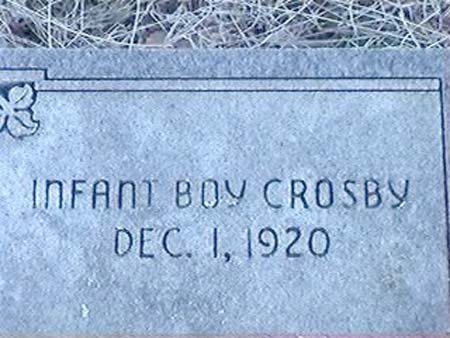 INFANT BOY CROSBY
DEC. 1, 1920